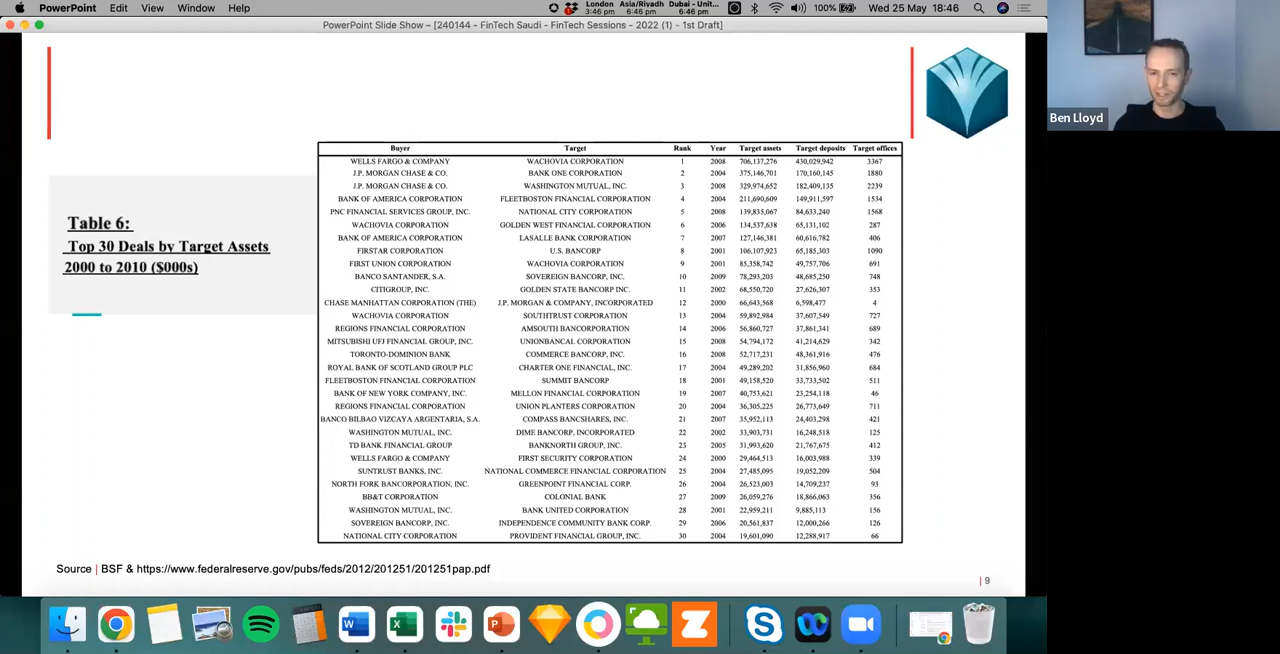 PowerPoint Edit View Window Help London 3:46 pm Asia/Riyadh 6:46 pm Dubai - Unit... 6:46 pm 100% Wed 25 May 18:46
PowerPoint Slide Show - [240144 - FinTech Saudi - FinTech Sessions - 2022 (1) - 1st Draft]
Ben Lloyd
Table 6:
Top 30 Deals by Target Assets
2000 to 2010 ($000s)
Buyer Target Rank Year Target assets Target deposits Target offices
WELLS FARGO & COMPANY WACHOVIA CORPORATION 1 2008 706,137,276 430,029,942 3367
J.P. MORGAN CHASE & CO. BANK ONE CORPORATION 2 2004 375,146,701 170,160,145 1880
J.P. MORGAN CHASE & CO. WASHINGTON MUTUAL, INC. 3 2008 329,974,652 182,409,135 2239
BANK OF AMERICA CORPORATION FLEETBOSTON FINANCIAL CORPORATION 4 2004 211,690,609 149,911,597 1534
PNC FINANCIAL SERVICES GROUP, INC. NATIONAL CITY CORPORATION 5 2008 139,835,067 84,633,240 1568
WACHOVIA CORPORATION GOLDEN WEST FINANCIAL CORPORATION 6 2006 134,537,638 65,131,102 287
BANK OF AMERICA CORPORATION LASALLE BANK CORPORATION 7 2007 127,146,381 60,616,782 406
FIRSTAR CORPORATION U.S. BANCORP 8 2001 106,107,923 65,185,303 1090
FIRST UNION CORPORATION WACHOVIA CORPORATION 9 2001 85,358,742 49,757,706 691
BANCO SANTANDER, S.A. SOVEREIGN BANCORP, INC. 10 2009 78,293,203 48,685,250 748
CITIGROUP, INC. GOLDEN STATE BANCORP INC. 11 2002 68,550,720 27,626,307 353
CHASE MANHATTAN CORPORATION (THE) J.P. MORGAN & COMPANY, INCORPORATED 12 2000 66,643,568 6,598,477 4
WACHOVIA CORPORATION SOUTHTRUST CORPORATION 13 2004 59,892,984 37,607,549 727
REGIONS FINANCIAL CORPORATION AMSOUTH BANCORPORATION 14 2006 56,860,727 37,861,341 689
MITSUBISHI UFJ FINANCIAL GROUP, INC. UNIONBANCAL CORPORATION 15 2008 54,794,172 41,214,629 342
TORONTO-DOMINION BANK COMMERCE BANCORP, INC. 16 2008 52,717,231 48,361,916 476
ROYAL BANK OF SCOTLAND GROUP PLC CHARTER ONE FINANCIAL, INC. 17 2004 49,289,202 31,856,960 684
FLEETBOSTON FINANCIAL CORPORATION SUMMIT BANCORP 18 2001 49,158,520 33,733,502 511
BANK OF NEW YORK COMPANY, INC. MELLON FINANCIAL CORPORATION 19 2007 40,753,621 23,254,118 46
REGIONS FINANCIAL CORPORATION UNION PLANTERS CORPORATION 20 2004 36,305,225 26,773,649 711
BANCO BILBAO VIZCAYA ARGENTARIA, S.A. COMPASS BANCSHARES, INC. 21 2007 35,952,113 24,403,298 421
WASHINGTON MUTUAL, INC. DIME BANCORP, INCORPORATED 22 2002 33,903,731 16,248,518 125
TD BANK FINANCIAL GROUP BANKNORTH GROUP, INC. 23 2005 31,993,620 21,767,675 412
WELLS FARGO & COMPANY FIRST SECURITY CORPORATION 24 2000 29,464,513 16,003,988 339
SUNTRUST BANKS, INC. NATIONAL COMMERCE FINANCIAL CORPORATION 25 2004 27,485,095 19,052,209 504
NORTH FORK BANCORPORATION, INC. GREENPOINT FINANCIAL CORP. 26 2004 26,523,003 14,709,237 93
BB&T CORPORATION COLONIAL BANK 27 2009 26,059,276 18,866,063 356
WASHINGTON MUTUAL, INC. BANK UNITED CORPORATION 28 2001 22,959,211 9,885,113 156
SOVEREIGN BANCORP, INC. INDEPENDENCE COMMUNITY BANK CORP. 29 2006 20,561,837 12,000,266 126
NATIONAL CITY CORPORATION PROVIDENT FINANCIAL GROUP, INC. 30 2004 19,601,090 12,288,917 66
Source | BSF & https://www.federalreserve.gov/pubs/feds/2012/201251/201251pap.pdf
| 9